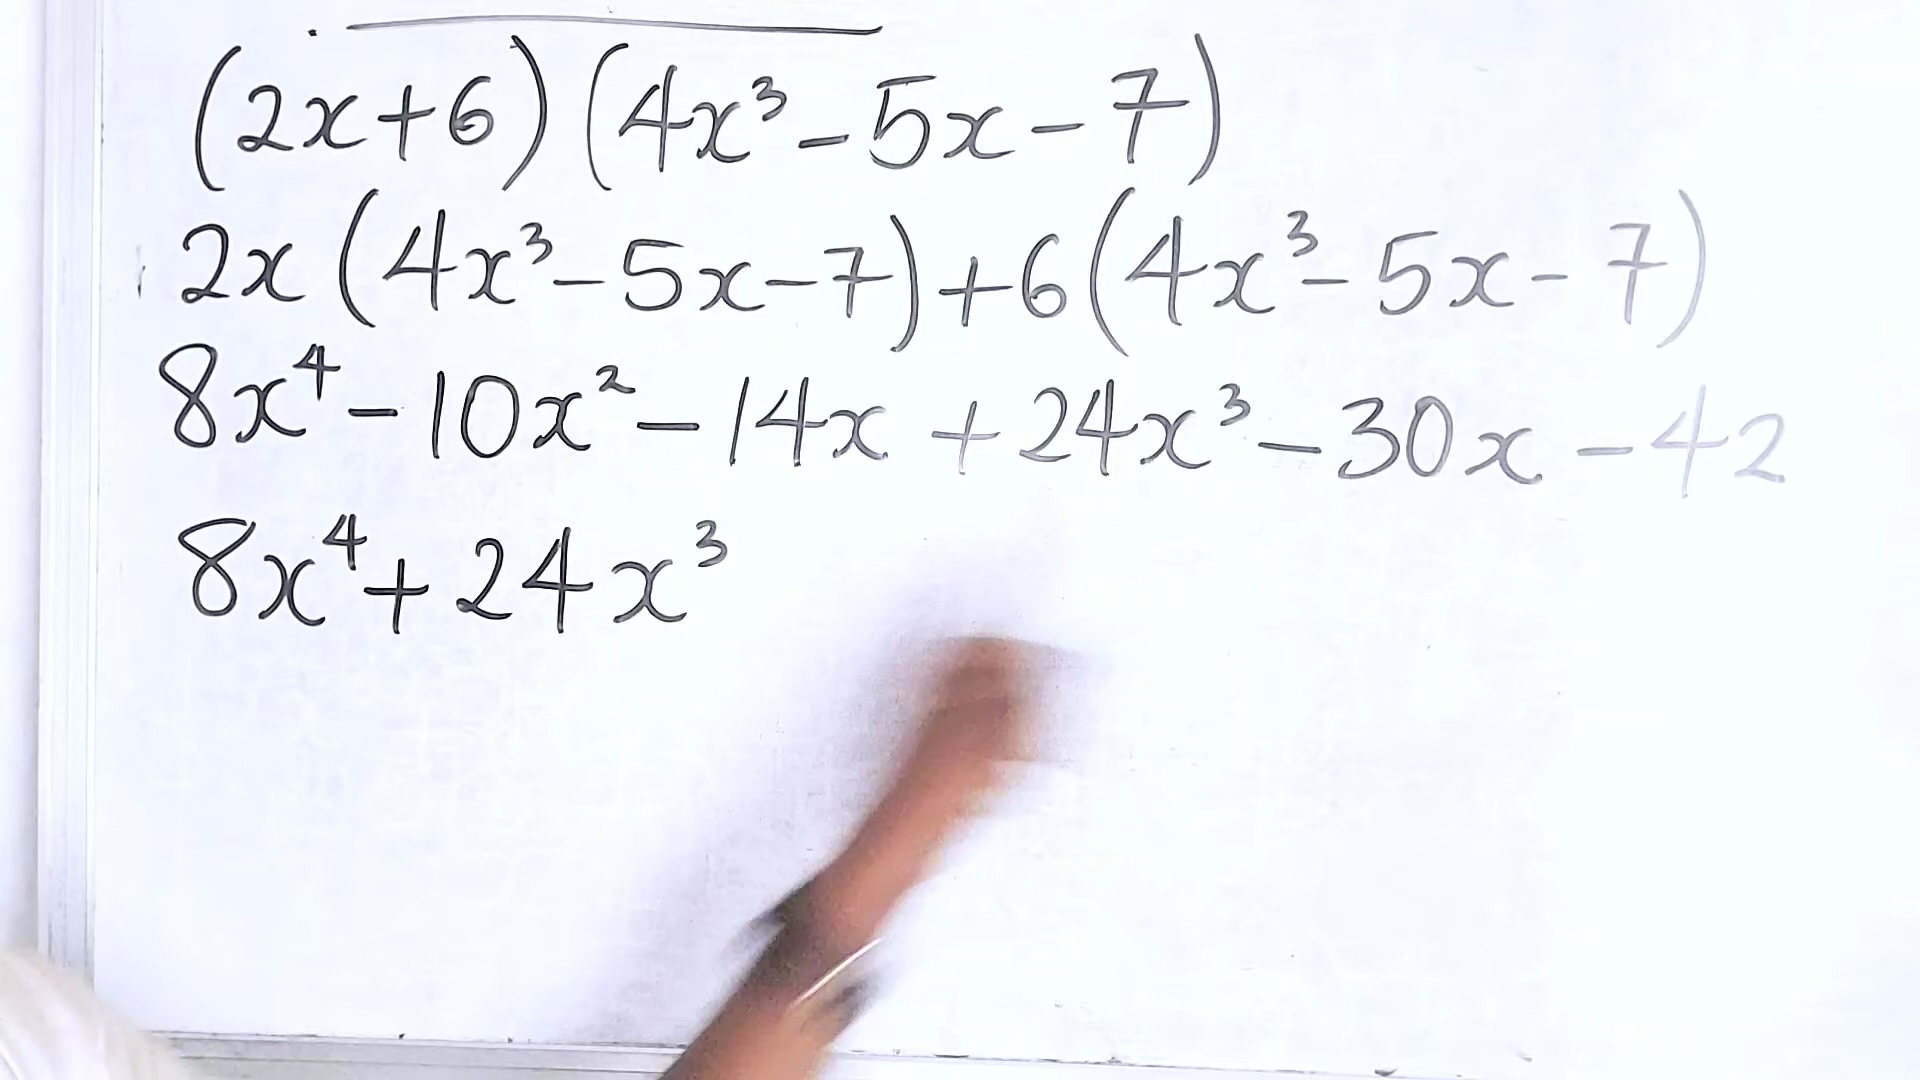 (2x+6)(4x³-5x-7)
2x(4x³-5x-7)+6(4x³-5x-7)
8x⁴-10x²-14x+24x³-30x-42
8x⁴+24x³